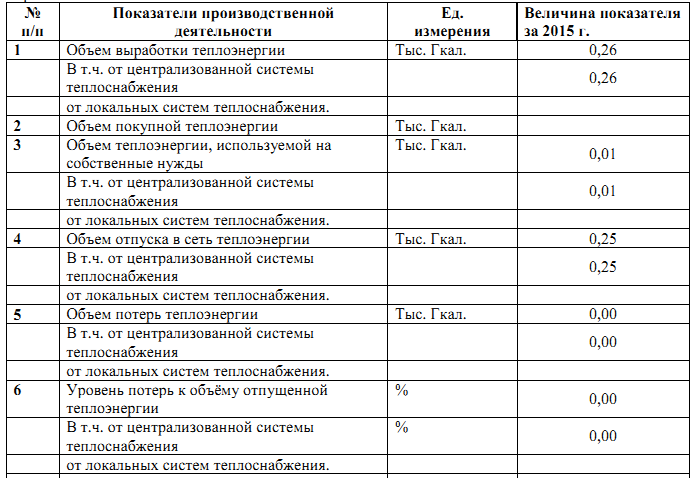 № Показатели производственной Ед. Величина показателя
п/п деятельности измерения за 2015 г.
1 Объем выработки теплоэнергии Тыс. Гкал. 0,26
В т.ч. от централизованной системы
теплоснабжения 0,26
от локальных систем теплоснабжения.
2 Объем покупной теплоэнергии Тыс. Гкал.
3 Объем теплоэнергии, используемой на Тыс. Гкал.
собственные нужды 0,01
В т.ч. от централизованной системы
теплоснабжения 0,01
от локальных систем теплоснабжения.
4 Объем отпуска в сеть теплоэнергии Тыс. Гкал. 0,25
В т.ч. от централизованной системы
теплоснабжения 0,25
от локальных систем теплоснабжения.
5 Объем потерь теплоэнергии Тыс. Гкал. 0,00
В т.ч. от централизованной системы
теплоснабжения 0,00
от локальных систем теплоснабжения.
6 Уровень потерь к объёму отпущенной %
теплоэнергии 0,00
В т.ч. от централизованной системы %
теплоснабжения 0,00
от локальных систем теплоснабжения.